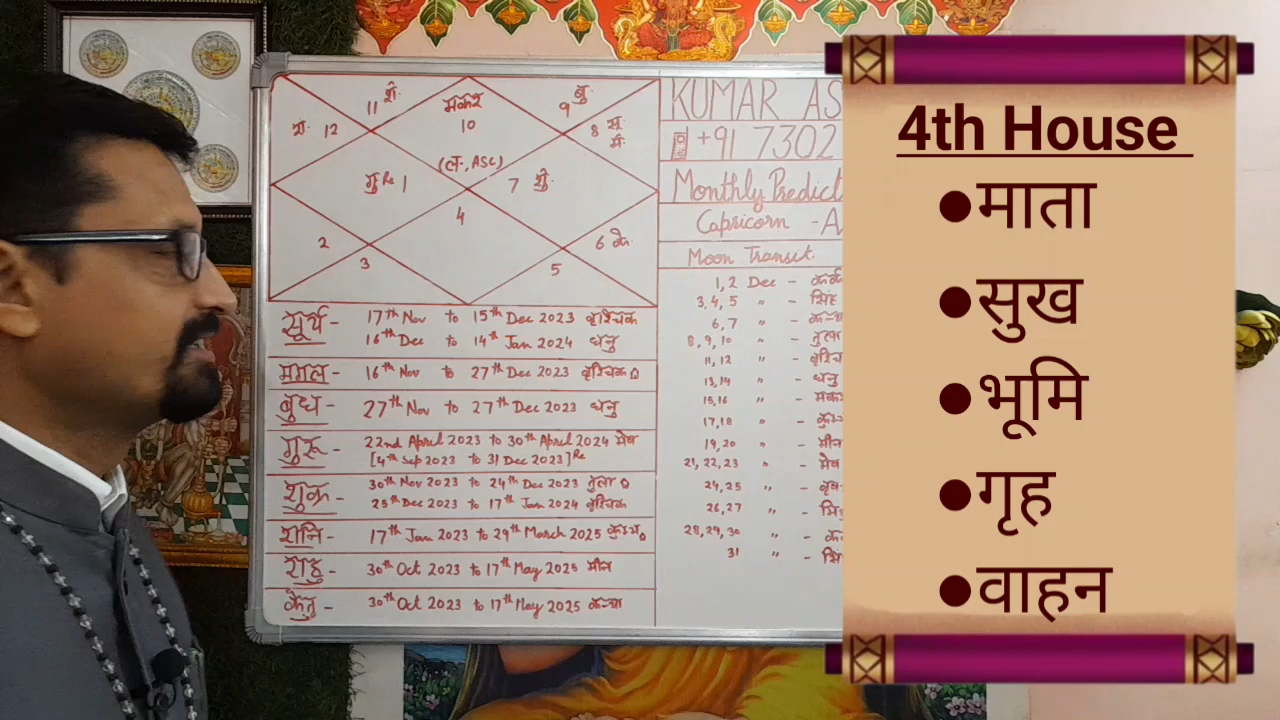 ११ श.
मकर
10
९ बु.
रा. 12
8 सू.
मं.
(ल., ASC)
गु. Re 1
7 शु.
4
2
3
5
6 के.
सूर्य - 17th Nov to 15th Dec 2023 वृश्चिक
16th Dec to 14th Jan 2024 धनु
मंगल - 16th Nov to 27th Dec 2023 वृश्चिक
बुध - 27th Nov to 27th Dec 2023 धनु
गुरू - 22nd April 2023 to 30th April 2024 मेष
[4th Sep 2023 to 31 Dec 2023] Re
शुक्र - 30th Nov 2023 to 24th Dec 2023 तुला
25th Dec 2023 to 17th Jan 2024 वृश्चिक
शनि - 17th Jan 2023 to 29th March 2025 कुम्भ
राहु - 30th Oct 2023 to 17th May 2025 मीन
केतु - 30th Oct 2023 to 17th May 2025 कन्या
KUMAR AS
+91 7302
Monthly Predict
Capricorn - A
Moon Transit
1, 2 Dec - कर्क
3, 4, 5 " - सिंह
6, 7 " - कन्या
8, 9, 10 " - तुला
11, 12 " - वृश्चि
13, 14 " - धनु
15, 16 " - मक
17, 18 " - कुम्भ
19, 20 " - मीन
21, 22, 23 " - मेष
24, 25 " - वृष
26, 27 " - मि
28, 29, 30 " - क
31 " - सि
4th House
•माता
•सुख
•भूमि
•गृह
•वाहन